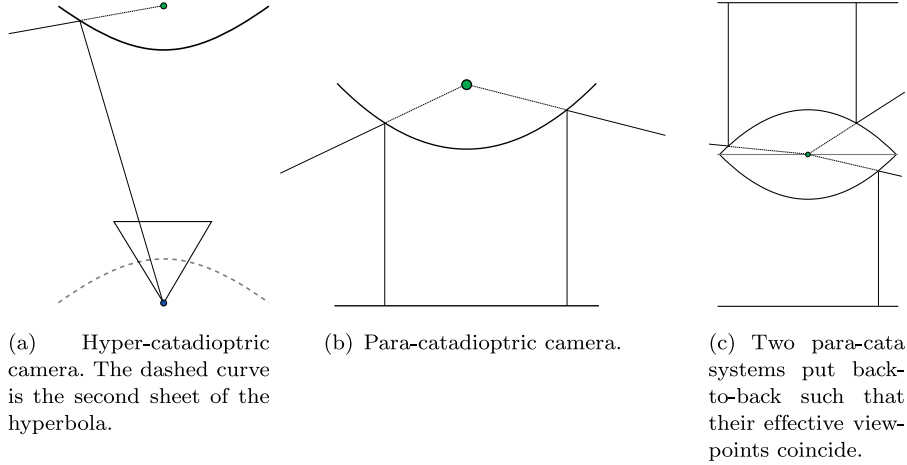 (a) Hyper-catadioptric
camera. The dashed curve
is the second sheet of the
hyperbola.
(b) Para-catadioptric camera.
(c) Two para-cata
systems put back-
to-back such that
their effective view-
points coincide.